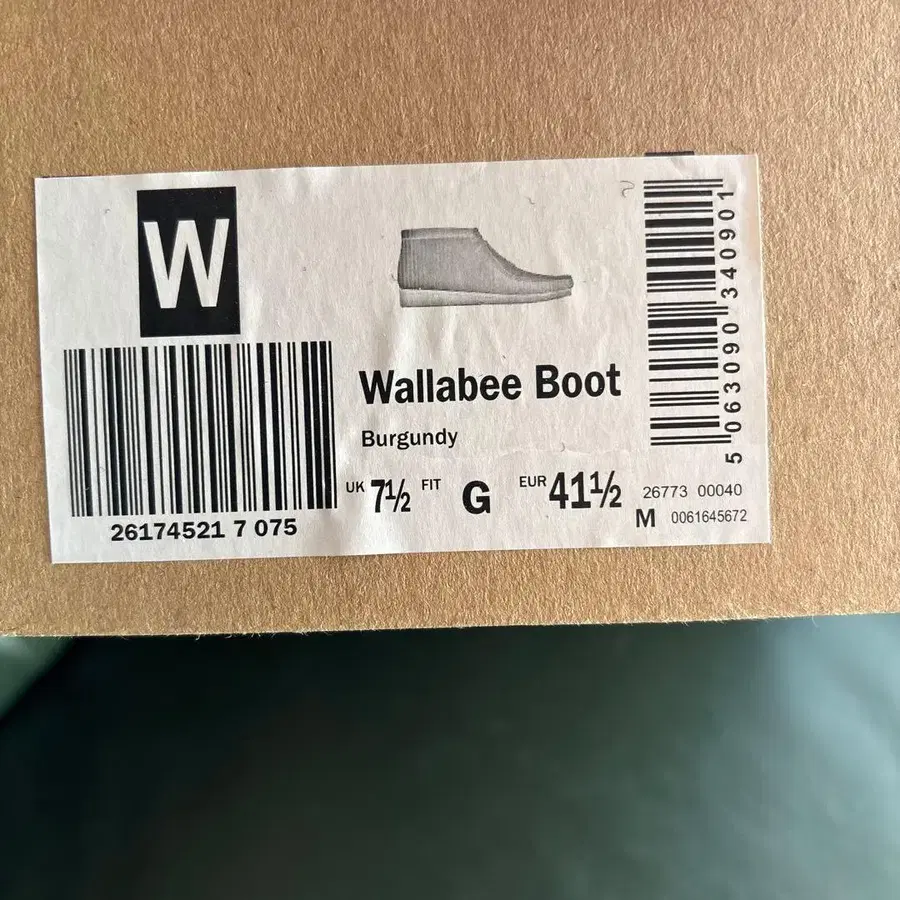 W
26174521 7 075
Wallabee Boot
Burgundy
UK 7½ FIT G EUR 41½
5 063090 340901
26773 00040
M 0061645672